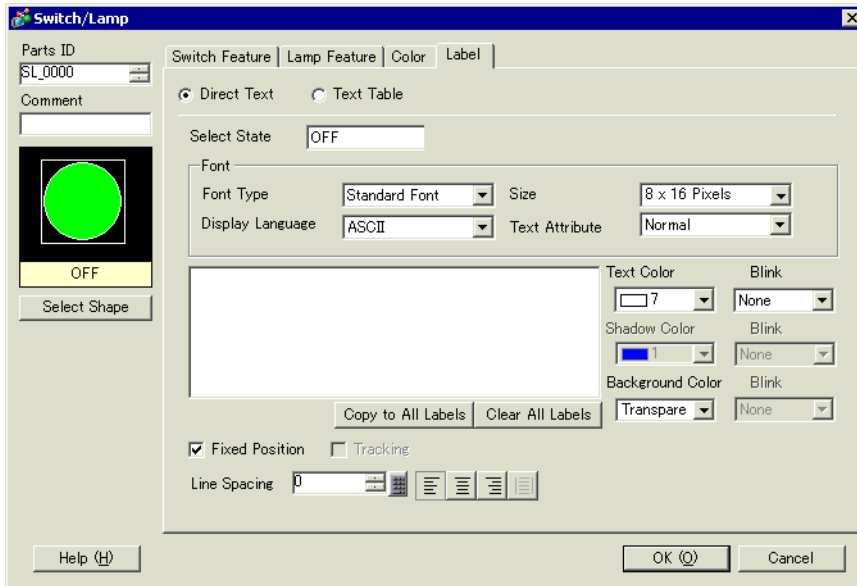 Switch/Lamp
Parts ID
SL_0000
Comment
OFF
Select Shape
Switch Feature Lamp Feature Color Label
Direct Text Text Table
Select State OFF
Font
Font Type Standard Font Size 8 x 16 Pixels
Display Language ASCII Text Attribute Normal
Text Color Blink
7 None
Shadow Color Blink
1 None
Background Color Blink
Transpare None
Copy to All Labels Clear All Labels
Fixed Position Tracking
Line Spacing 0
Help (H) OK (O) Cancel